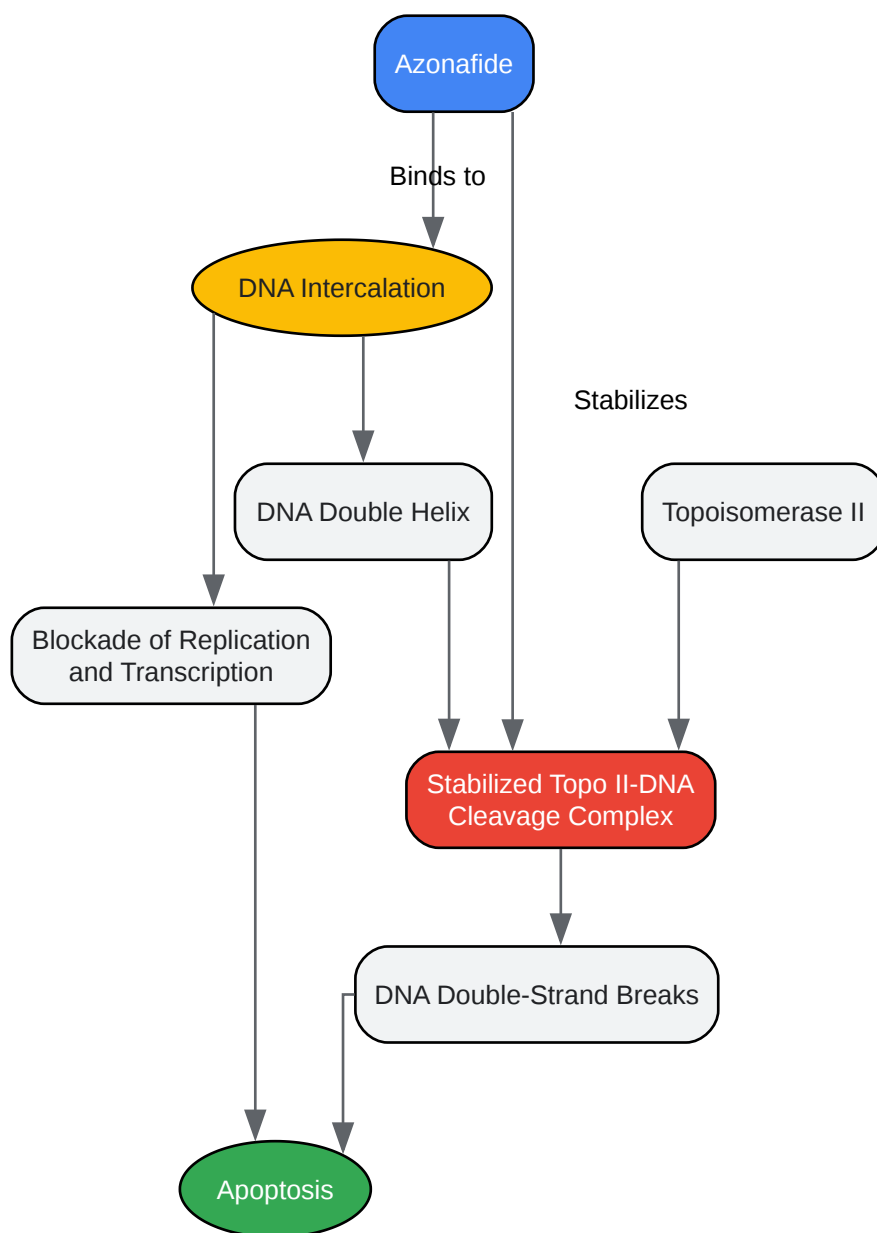 Azonafide
Binds to
DNA Intercalation
Stabilizes
DNA Double Helix
Topoisomerase II
Blockade of Replication
and Transcription
Stabilized Topo II-DNA
Cleavage Complex
DNA Double-Strand Breaks
Apoptosis